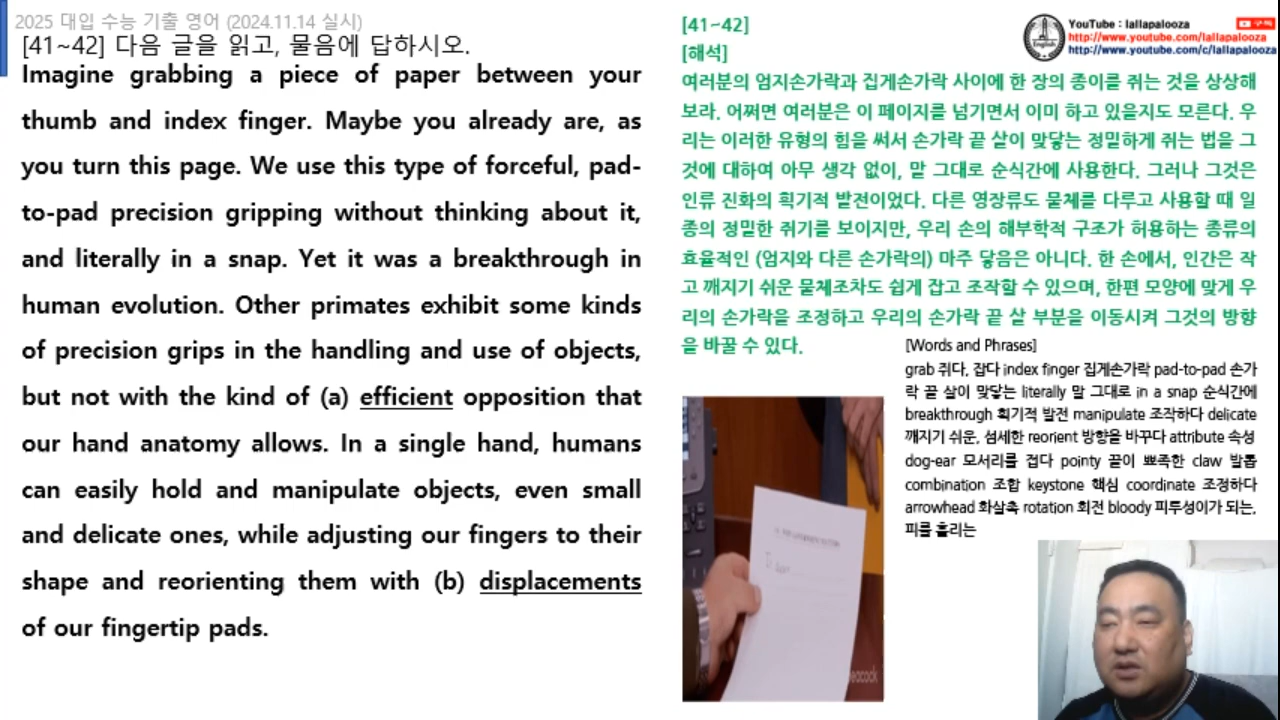 2025 대입 수능 기출 영어 (2024.11.14 실시)
[41~42] 다음 글을 읽고, 물음에 답하시오.
Imagine grabbing a piece of paper between your
thumb and index finger. Maybe you already are, as
you turn this page. We use this type of forceful, pad-
to-pad precision gripping without thinking about it,
and literally in a snap. Yet it was a breakthrough in
human evolution. Other primates exhibit some kinds
of precision grips in the handling and use of objects,
but not with the kind of (a) efficient opposition that
our hand anatomy allows. In a single hand, humans
can easily hold and manipulate objects, even small
and delicate ones, while adjusting our fingers to their
shape and reorienting them with (b) displacements
of our fingertip pads.
[41~42]
[해석]
여러분의 엄지손가락과 집게손가락 사이에 한 장의 종이를 쥐는 것을 상상해
보라. 어쩌면 여러분은 이 페이지를 넘기면서 이미 하고 있을지도 모른다. 우
리는 이러한 유형의 힘을 써서 손가락 끝 살이 맞닿는 정밀하게 쥐는 법을 그
것에 대하여 아무 생각 없이, 말 그대로 순식간에 사용한다. 그러나 그것은
인류 진화의 획기적 발전이었다. 다른 영장류도 물체를 다루고 사용할 때 일
종의 정밀한 쥐기를 보이지만, 우리 손의 해부학적 구조가 허용하는 종류의
효율적인 (엄지와 다른 손가락의) 마주 닿음은 아니다. 한 손에서, 인간은 작
고 깨지기 쉬운 물체조차도 쉽게 잡고 조작할 수 있으며, 한편 모양에 맞게 우
리의 손가락을 조정하고 우리의 손가락 끝 살 부분을 이동시켜 그것의 방향
을 바꿀 수 있다.
[Words and Phrases]
grab 쥐다, 잡다 index finger 집게손가락 pad-to-pad 손가
락 끝 살이 맞닿는 literally 말 그대로 in a snap 순식간에
breakthrough 획기적 발전 manipulate 조작하다 delicate
깨지기 쉬운, 섬세한 reorient 방향을 바꾸다 attribute 속성
dog-ear 모서리를 접다 pointy 끝이 뾰족한 claw 발톱
combination 조합 keystone 핵심 coordinate 조정하다
arrowhead 화살촉 rotation 회전 bloody 피투성이가 되는,
피를 흘리는
YouTube : lallapalooza
구독
http://www.youtube.com/lallapalooza
http://www.youtube.com/c/lallapalooza
English